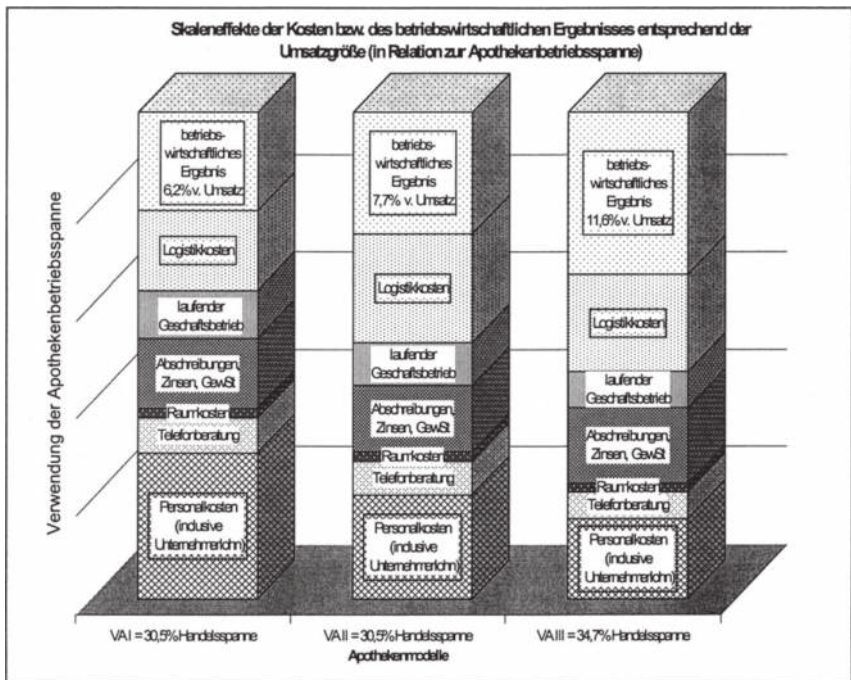 Skaleneffekte der Kosten bzw. des betriebswirtschaftlichen Ergebnisses entsprechend der
Umsatzgröße (in Relation zur Apothekenbetriebsspanne)
Verwendung der Apothekenbetriebsspanne
betriebs-
wirtschaftliches
Ergebnis
6,2% v. Umsatz
Logistikkosten
laufender
Geschäftsbetrieb
Abschreibungen,
Zinsen, GewSt
Raumkosten
Telefonberatung
Personalkosten
(inclusive
Unternehmerlohn)
betriebs-
wirtschaftliches
Ergebnis
7,7% v. Umsatz
Logistikkosten
laufender
Geschäftsbetrieb
Abschreibungen,
Zinsen, GewSt
Raumkosten
Telefonberatung
Personalkosten
(inclusive
Unternehmerlohn)
betriebs-
wirtschaftliches
Ergebnis
11,6% v. Umsatz
Logistikkosten
laufender
Geschäftsbetrieb
Abschreibungen,
Zinsen, GewSt
Raumkosten
Telefonberatung
Personalkosten
(inclusive
Unternehmerlohn)
VA I = 30,5% Handelsspanne
VA II = 30,5% Handelsspanne
VA III = 34,7% Handelsspanne
Apothekenmodelle